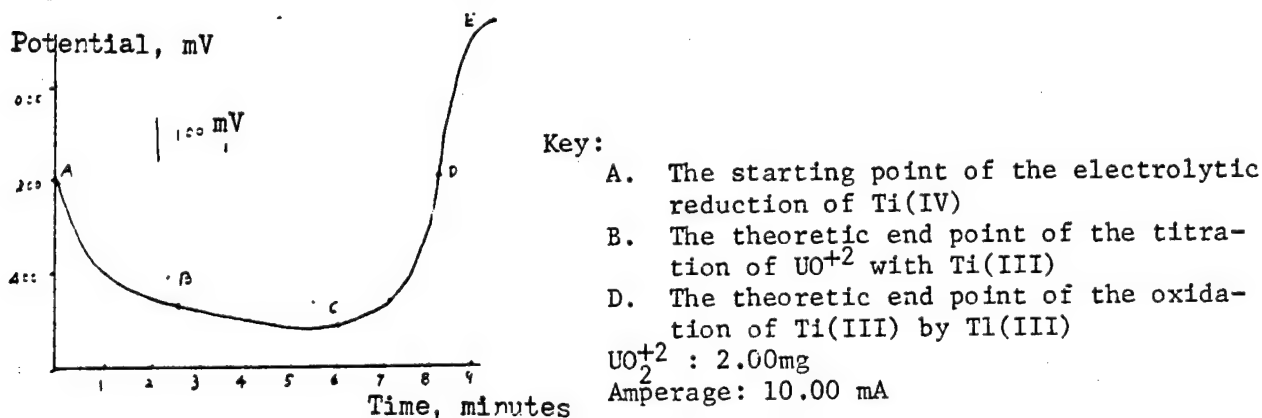 E
Potential, mV
000
100 mV
Key:
A
D
A. The starting point of the electrolytic
200
reduction of Ti(IV)
B. The theoretic end point of the titra-
tion of UO+2 with Ti(III)
B
400
D. The theoretic end point of the oxida-
C
tion of Ti(III) by Tl(III)
UO2+2 : 2.00mg
1 2 3 4 5 6 7 8 9
Amperage: 10.00 mA
Time, minutes